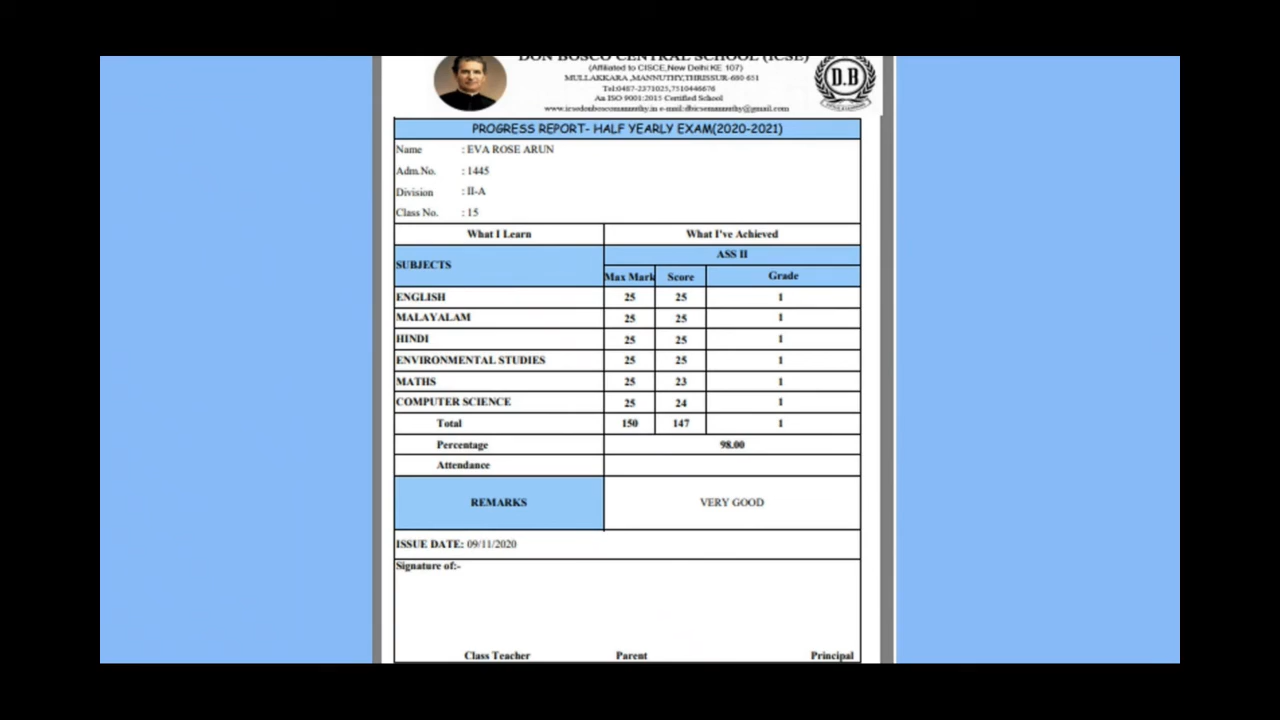 DON BOSCO CENTRAL SCHOOL (ICSE)
(Affiliated to CISCE,New Delhi:KE 107)
MULLAKKARA ,MANNUTHY,THRISSUR-680 651
Tel:0487-2371025,7510446676
An ISO 9001:2015 Certified School
D.B
PROGRESS REPORT- HALF YEARLY EXAM(2020-2021)
Name : EVA ROSE ARUN
Adm.No. : 1445
Division : II-A
Class No. : 15
What I Learn What I've Achieved
SUBJECTS ASS II
Max Mark Score Grade
ENGLISH 25 25 1
MALAYALAM 25 25 1
HINDI 25 25 1
ENVIRONMENTAL STUDIES 25 25 1
MATHS 25 23 1
COMPUTER SCIENCE 25 24 1
Total 150 147 1
Percentage 98.00
Attendance
REMARKS VERY GOOD
ISSUE DATE: 09/11/2020
Signature of:-
Class Teacher Parent Principal